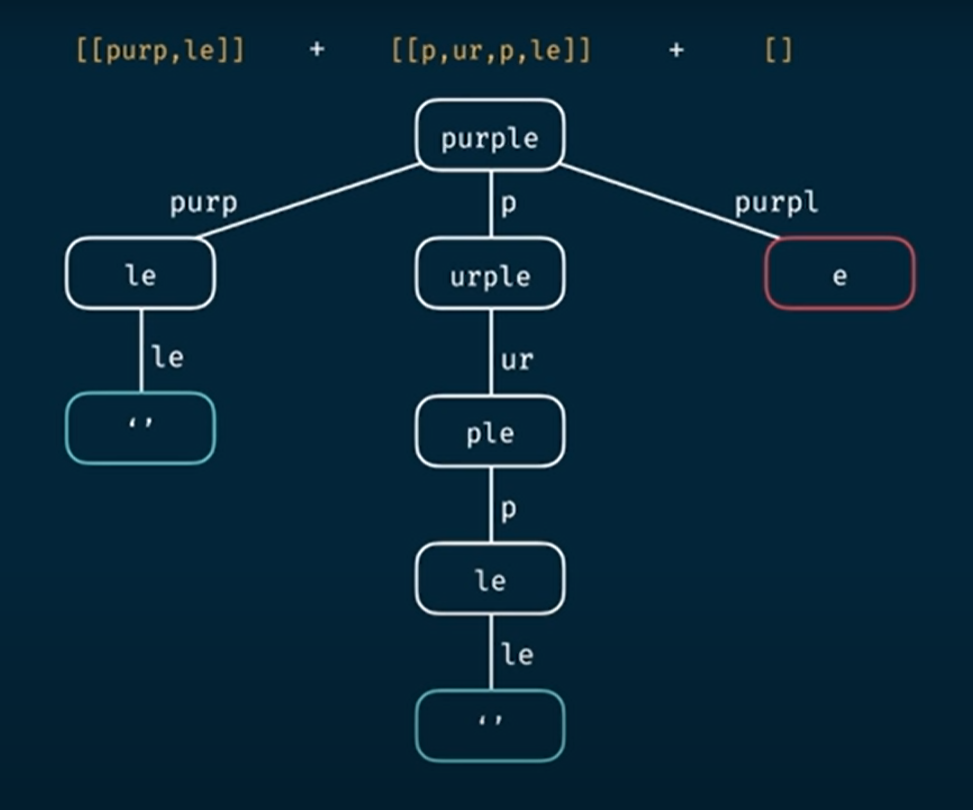 [[purp,le]] + [[p,ur,p,le]] + []
purple
purp p purpl
le urple e
le ur
‘’ ple
p
le
le
‘’